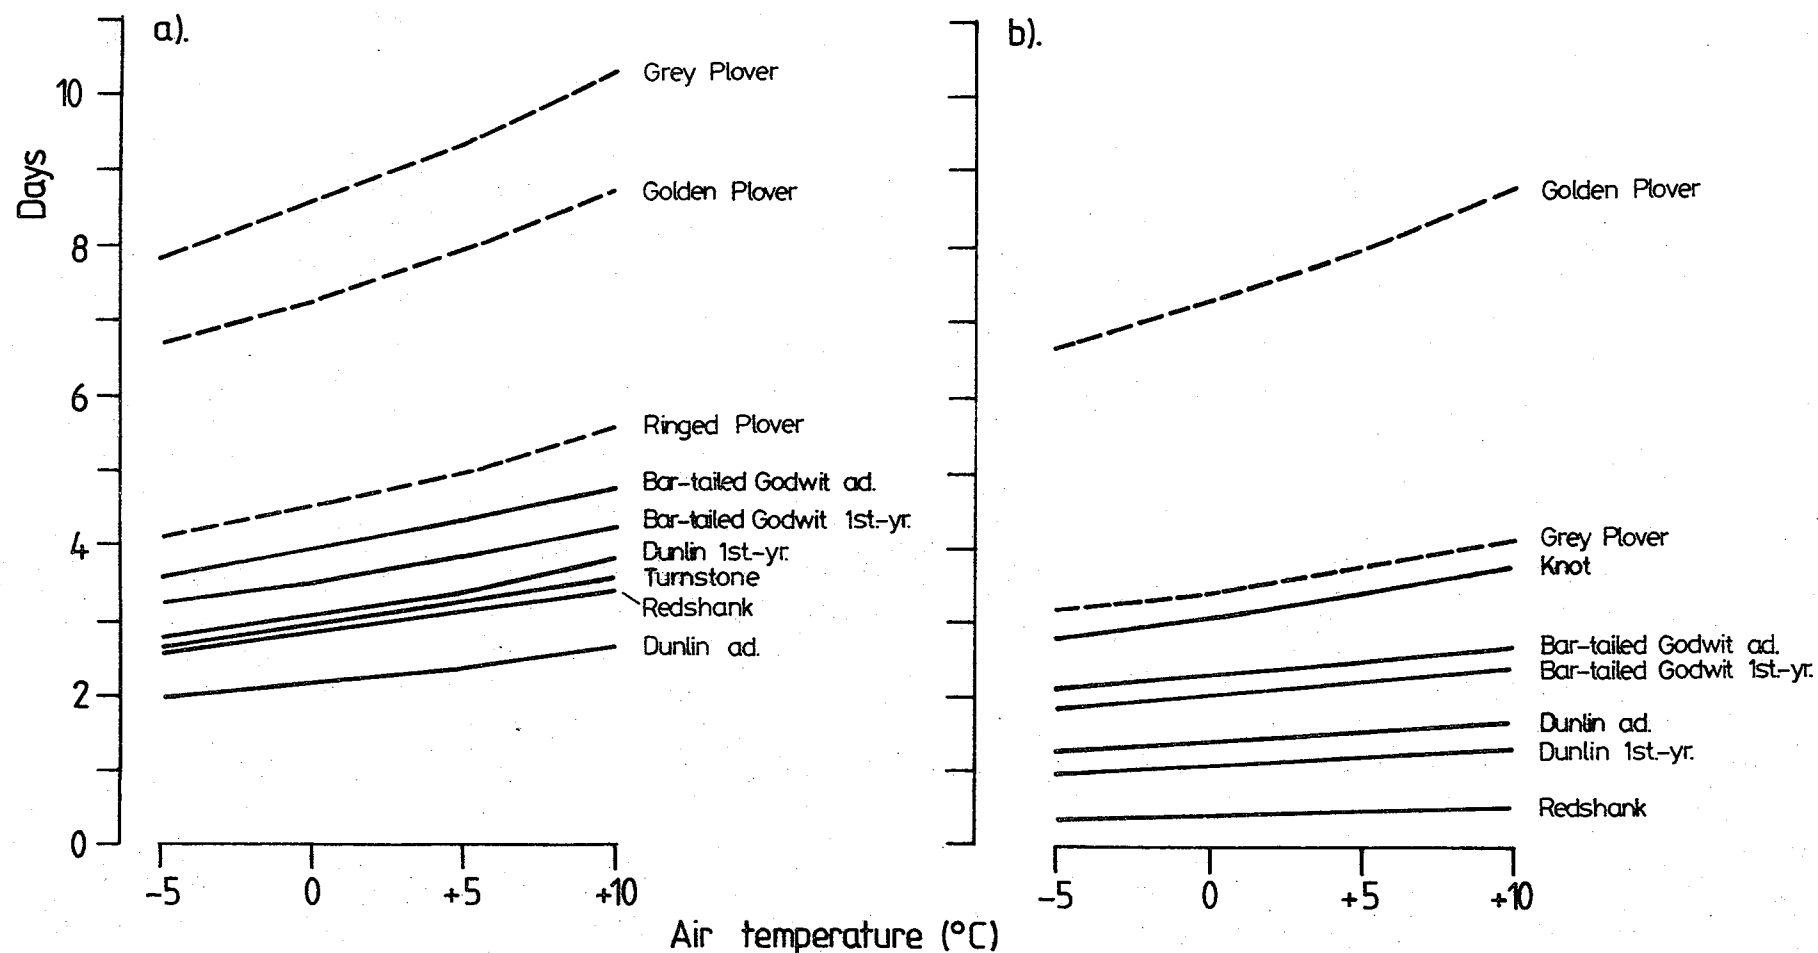 a).
Days
10
8
6
4
2
0
Grey Plover
Golden Plover
Ringed Plover
Bar-tailed Godwit ad.
Bar-tailed Godwit 1st.-yr.
Dunlin 1st.-yr.
Turnstone
Redshank
Dunlin ad.
-5 0 +5 +10
b).
Golden Plover
Grey Plover
Knot
Bar-tailed Godwit ad.
Bar-tailed Godwit 1st.-yr.
Dunlin ad.
Dunlin 1st.-yr.
Redshank
-5 0 +5 +10
Air temperature (°C)